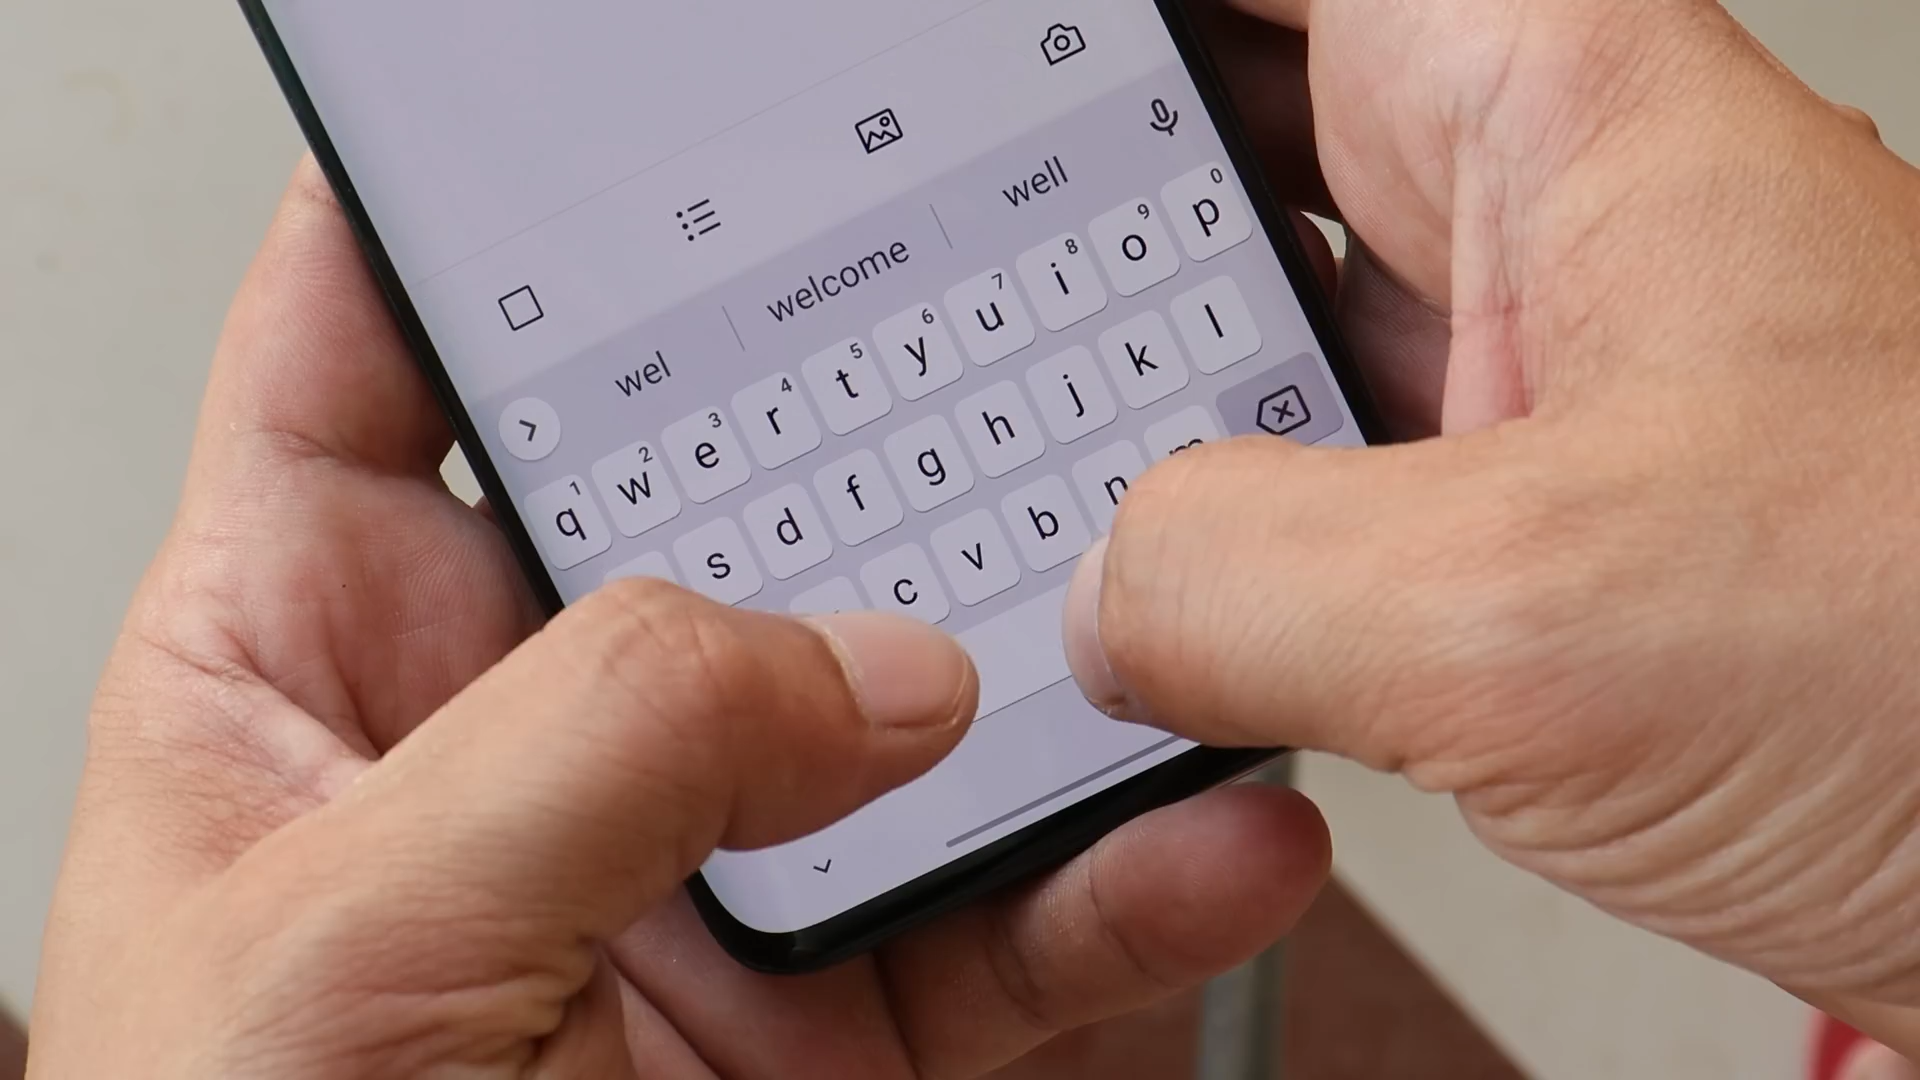 wel welcome well
1 2 3 4 5 6 7 8 9 0
q w e r t y u i o p
s d f g h j k l
c v b n m